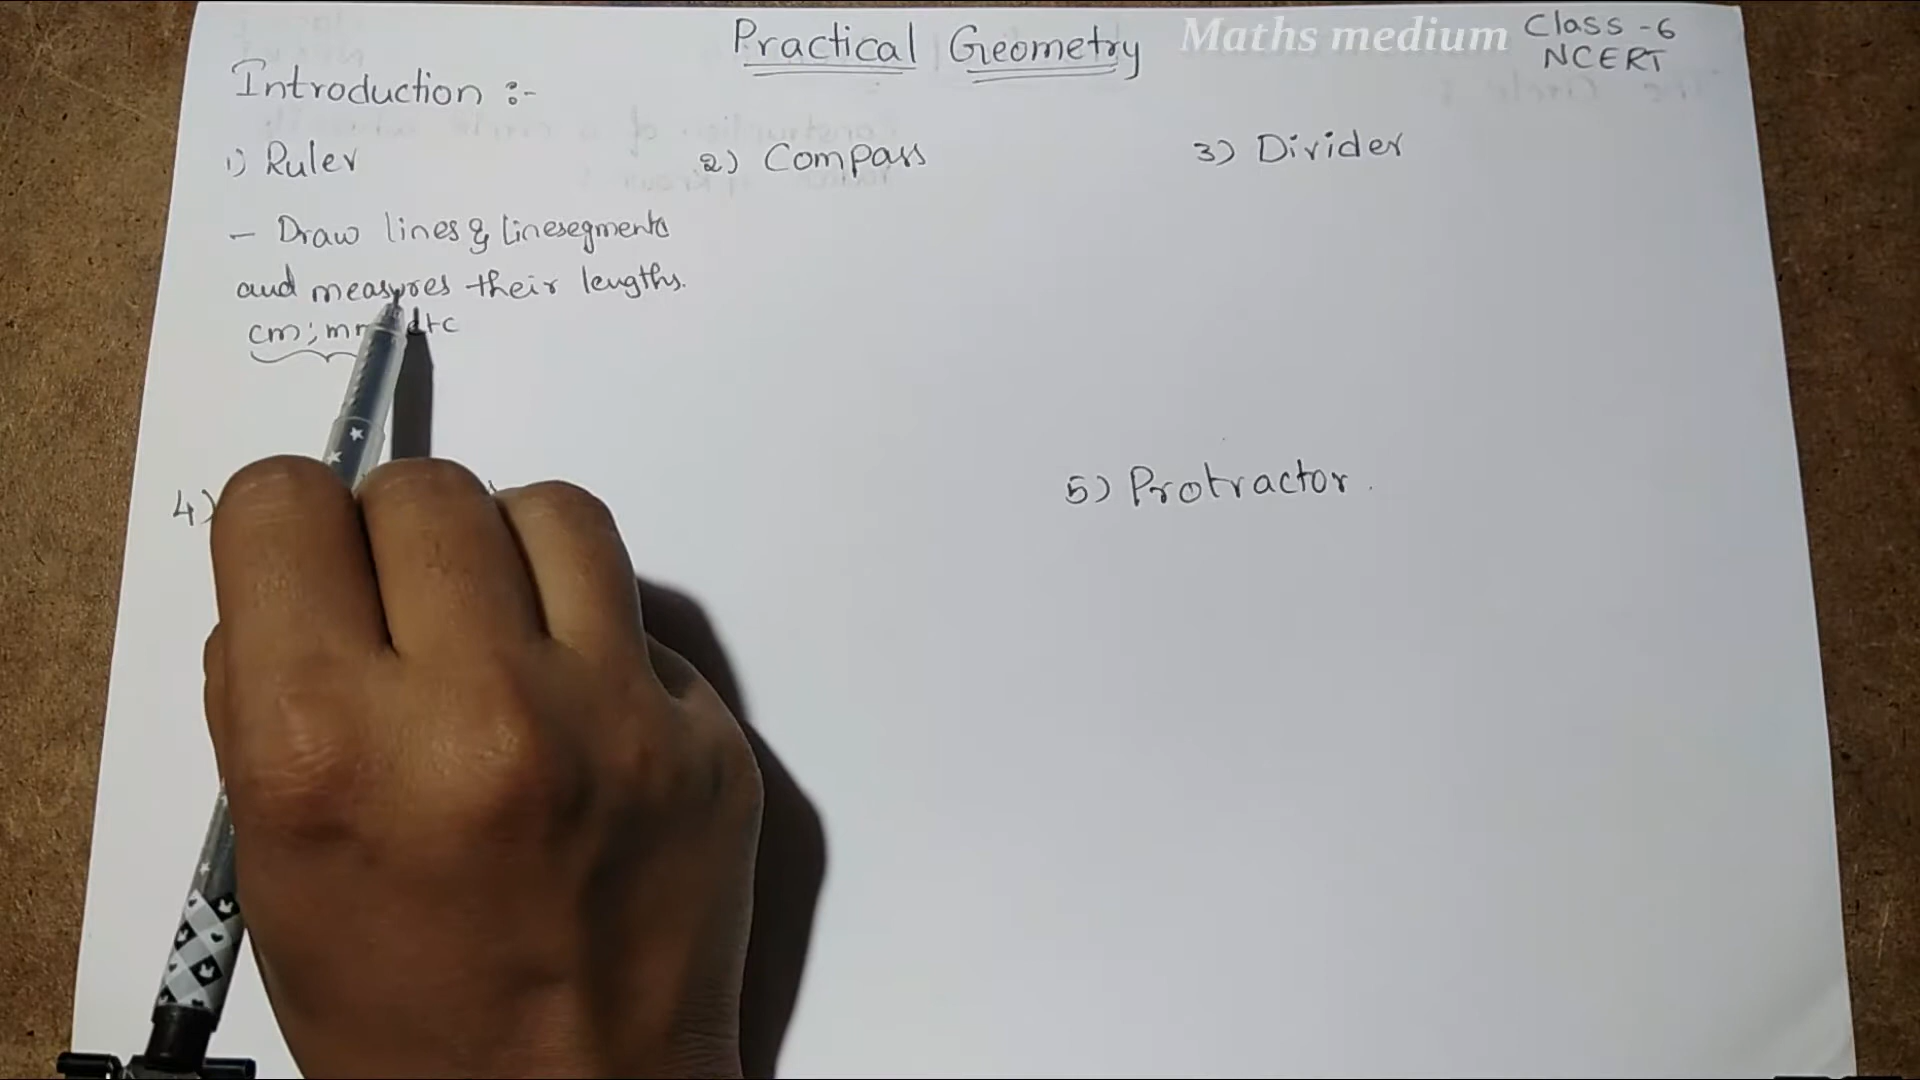 Practical Geometry
Maths medium
Class -6
NCERT
Introduction :-
1) Ruler
2) Compass
3) Divider
- Draw lines & linesegments
and measures their lengths.
cm; etc
4)
5) Protractor.